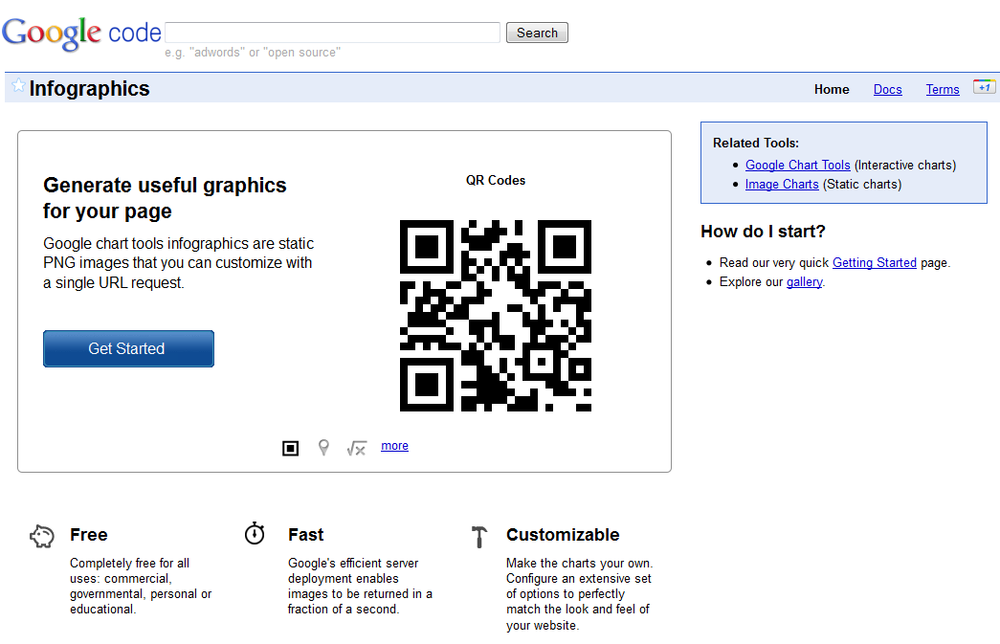 Google code
Search
e.g. "adwords" or "open source"
Infographics
Home Docs Terms +1
Generate useful graphics
for your page
Google chart tools infographics are static
PNG images that you can customize with
a single URL request.
Get Started
QR Codes
√x more
Related Tools:
Google Chart Tools (Interactive charts)
Image Charts (Static charts)
How do I start?
Read our very quick Getting Started page.
Explore our gallery.
Free
Completely free for all
uses: commercial,
governmental, personal or
educational.
Fast
Google's efficient server
deployment enables
images to be returned in a
fraction of a second.
Customizable
Make the charts your own.
Configure an extensive set
of options to perfectly
match the look and feel of
your website.